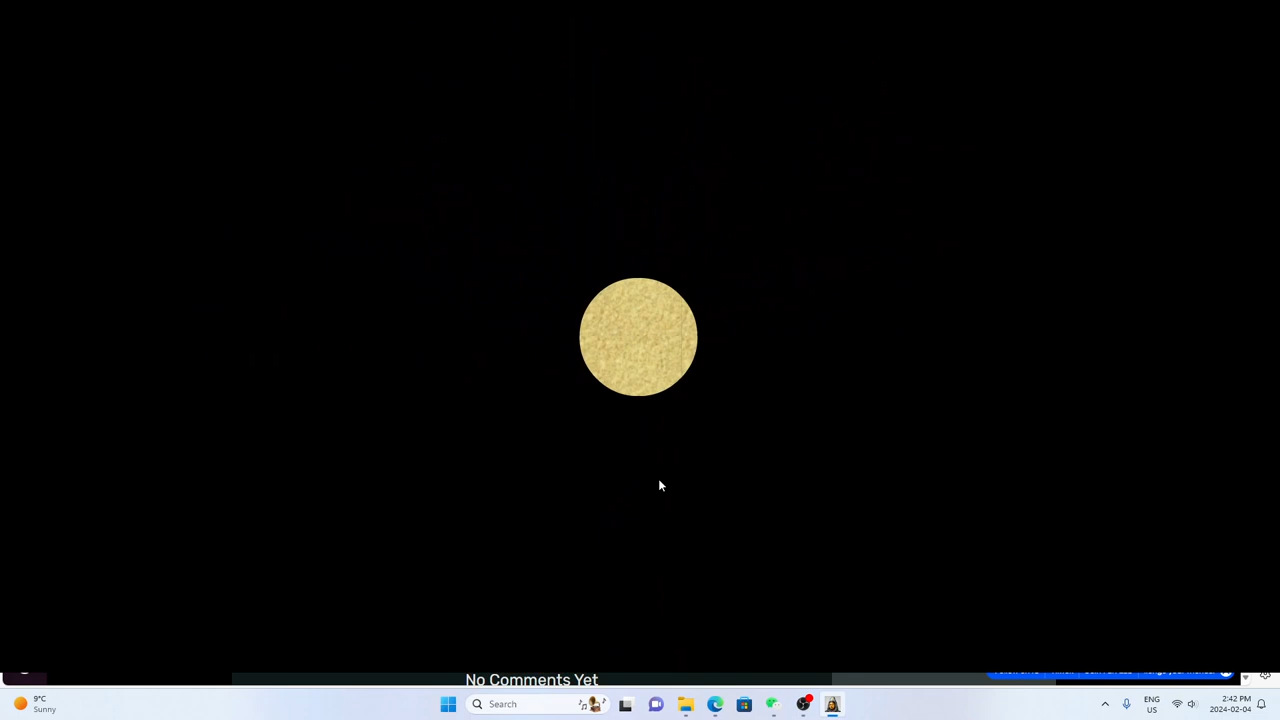 No Comments Yet
9°C
Sunny
Search
ENG
US
2:42 PM
2024-02-04